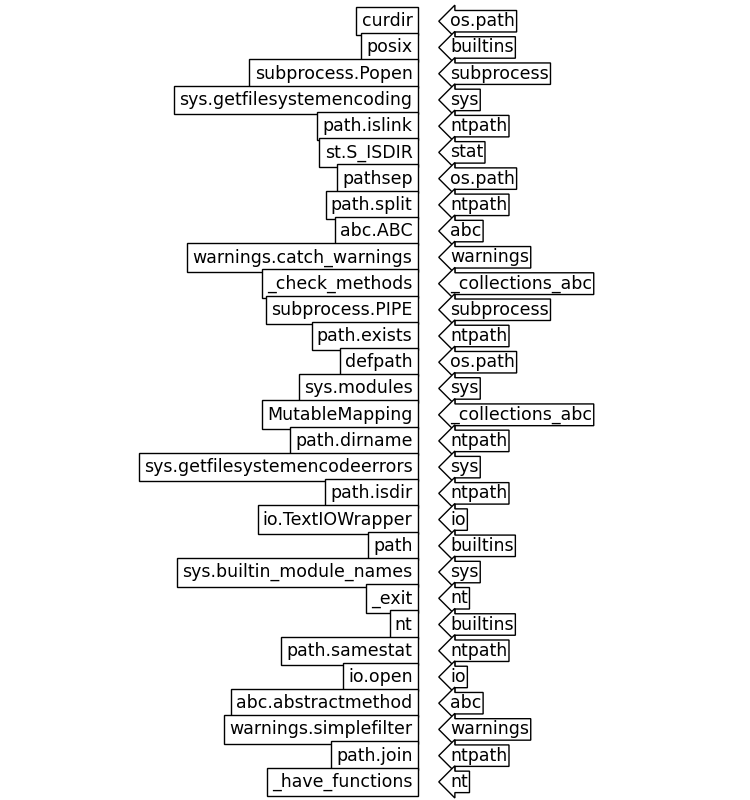 curdir os.path
posix builtins
subprocess.Popen subprocess
sys.getfilesystemencoding sys
path.islink ntpath
st.S_ISDIR stat
pathsep os.path
path.split ntpath
abc.ABC abc
warnings.catch_warnings warnings
_check_methods _collections_abc
subprocess.PIPE subprocess
path.exists ntpath
defpath os.path
sys.modules sys
MutableMapping _collections_abc
path.dirname ntpath
sys.getfilesystemencodeerrors sys
path.isdir ntpath
io.TextIOWrapper io
path builtins
sys.builtin_module_names sys
_exit nt
nt builtins
path.samestat ntpath
io.open io
abc.abstractmethod abc
warnings.simplefilter warnings
path.join ntpath
_have_functions nt